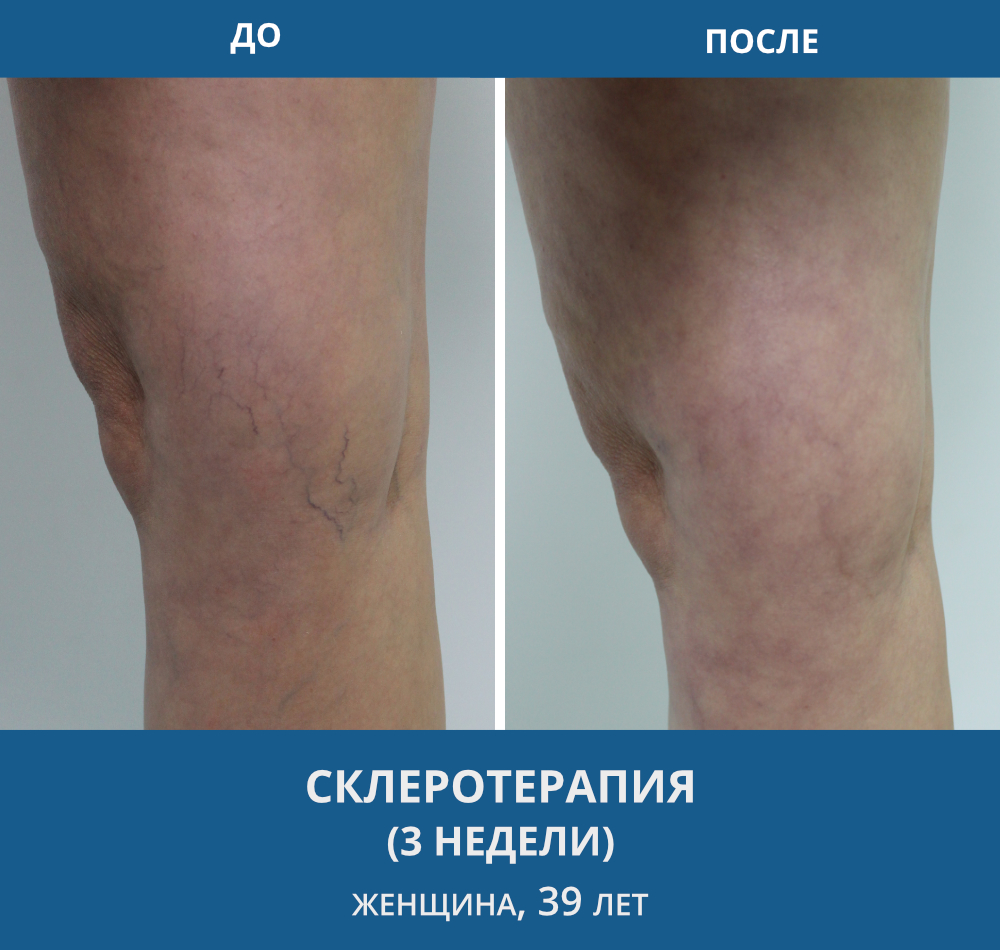 ДО
ПОСЛЕ
СКЛЕРОТЕРАПИЯ
(3 НЕДЕЛИ)
ЖЕНЩИНА, 39 ЛЕТ